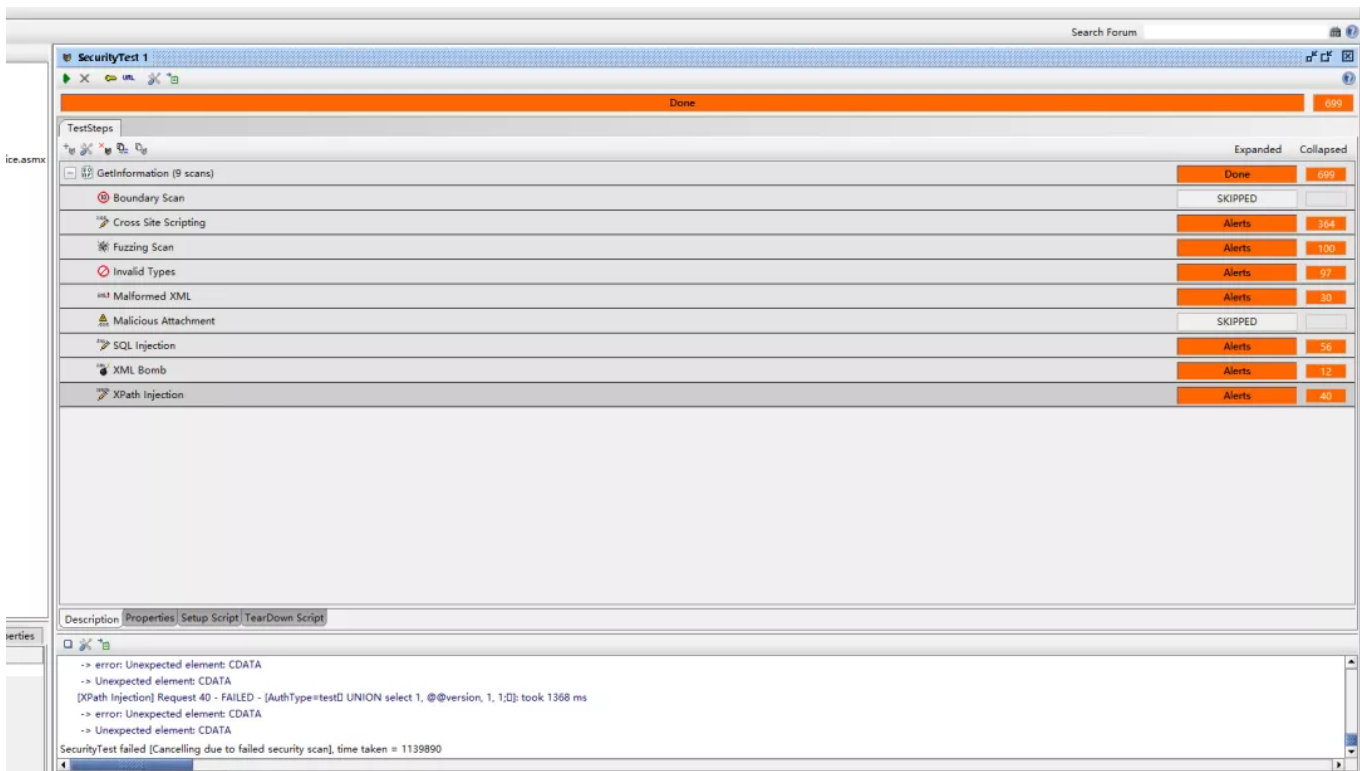 Search Forum
SecurityTest 1
URL
Done 699
TestSteps
ice.asmx
Expanded Collapsed
GetInformation (9 scans) Done 699
Boundary Scan SKIPPED
Cross Site Scripting Alerts 364
Fuzzing Scan Alerts 100
Invalid Types Alerts 97
Malformed XML Alerts 30
Malicious Attachment SKIPPED
SQL Injection Alerts 56
XML Bomb Alerts 12
XPath Injection Alerts 40
Description Properties Setup Script TearDown Script
erties
-> error: Unexpected element: CDATA
-> Unexpected element: CDATA
[XPath Injection] Request 40 - FAILED - [AuthType=test▯ UNION select 1, @@version, 1, 1;▯]: took 1368 ms
-> error: Unexpected element: CDATA
-> Unexpected element: CDATA
SecurityTest failed [Cancelling due to failed security scan], time taken = 1139890